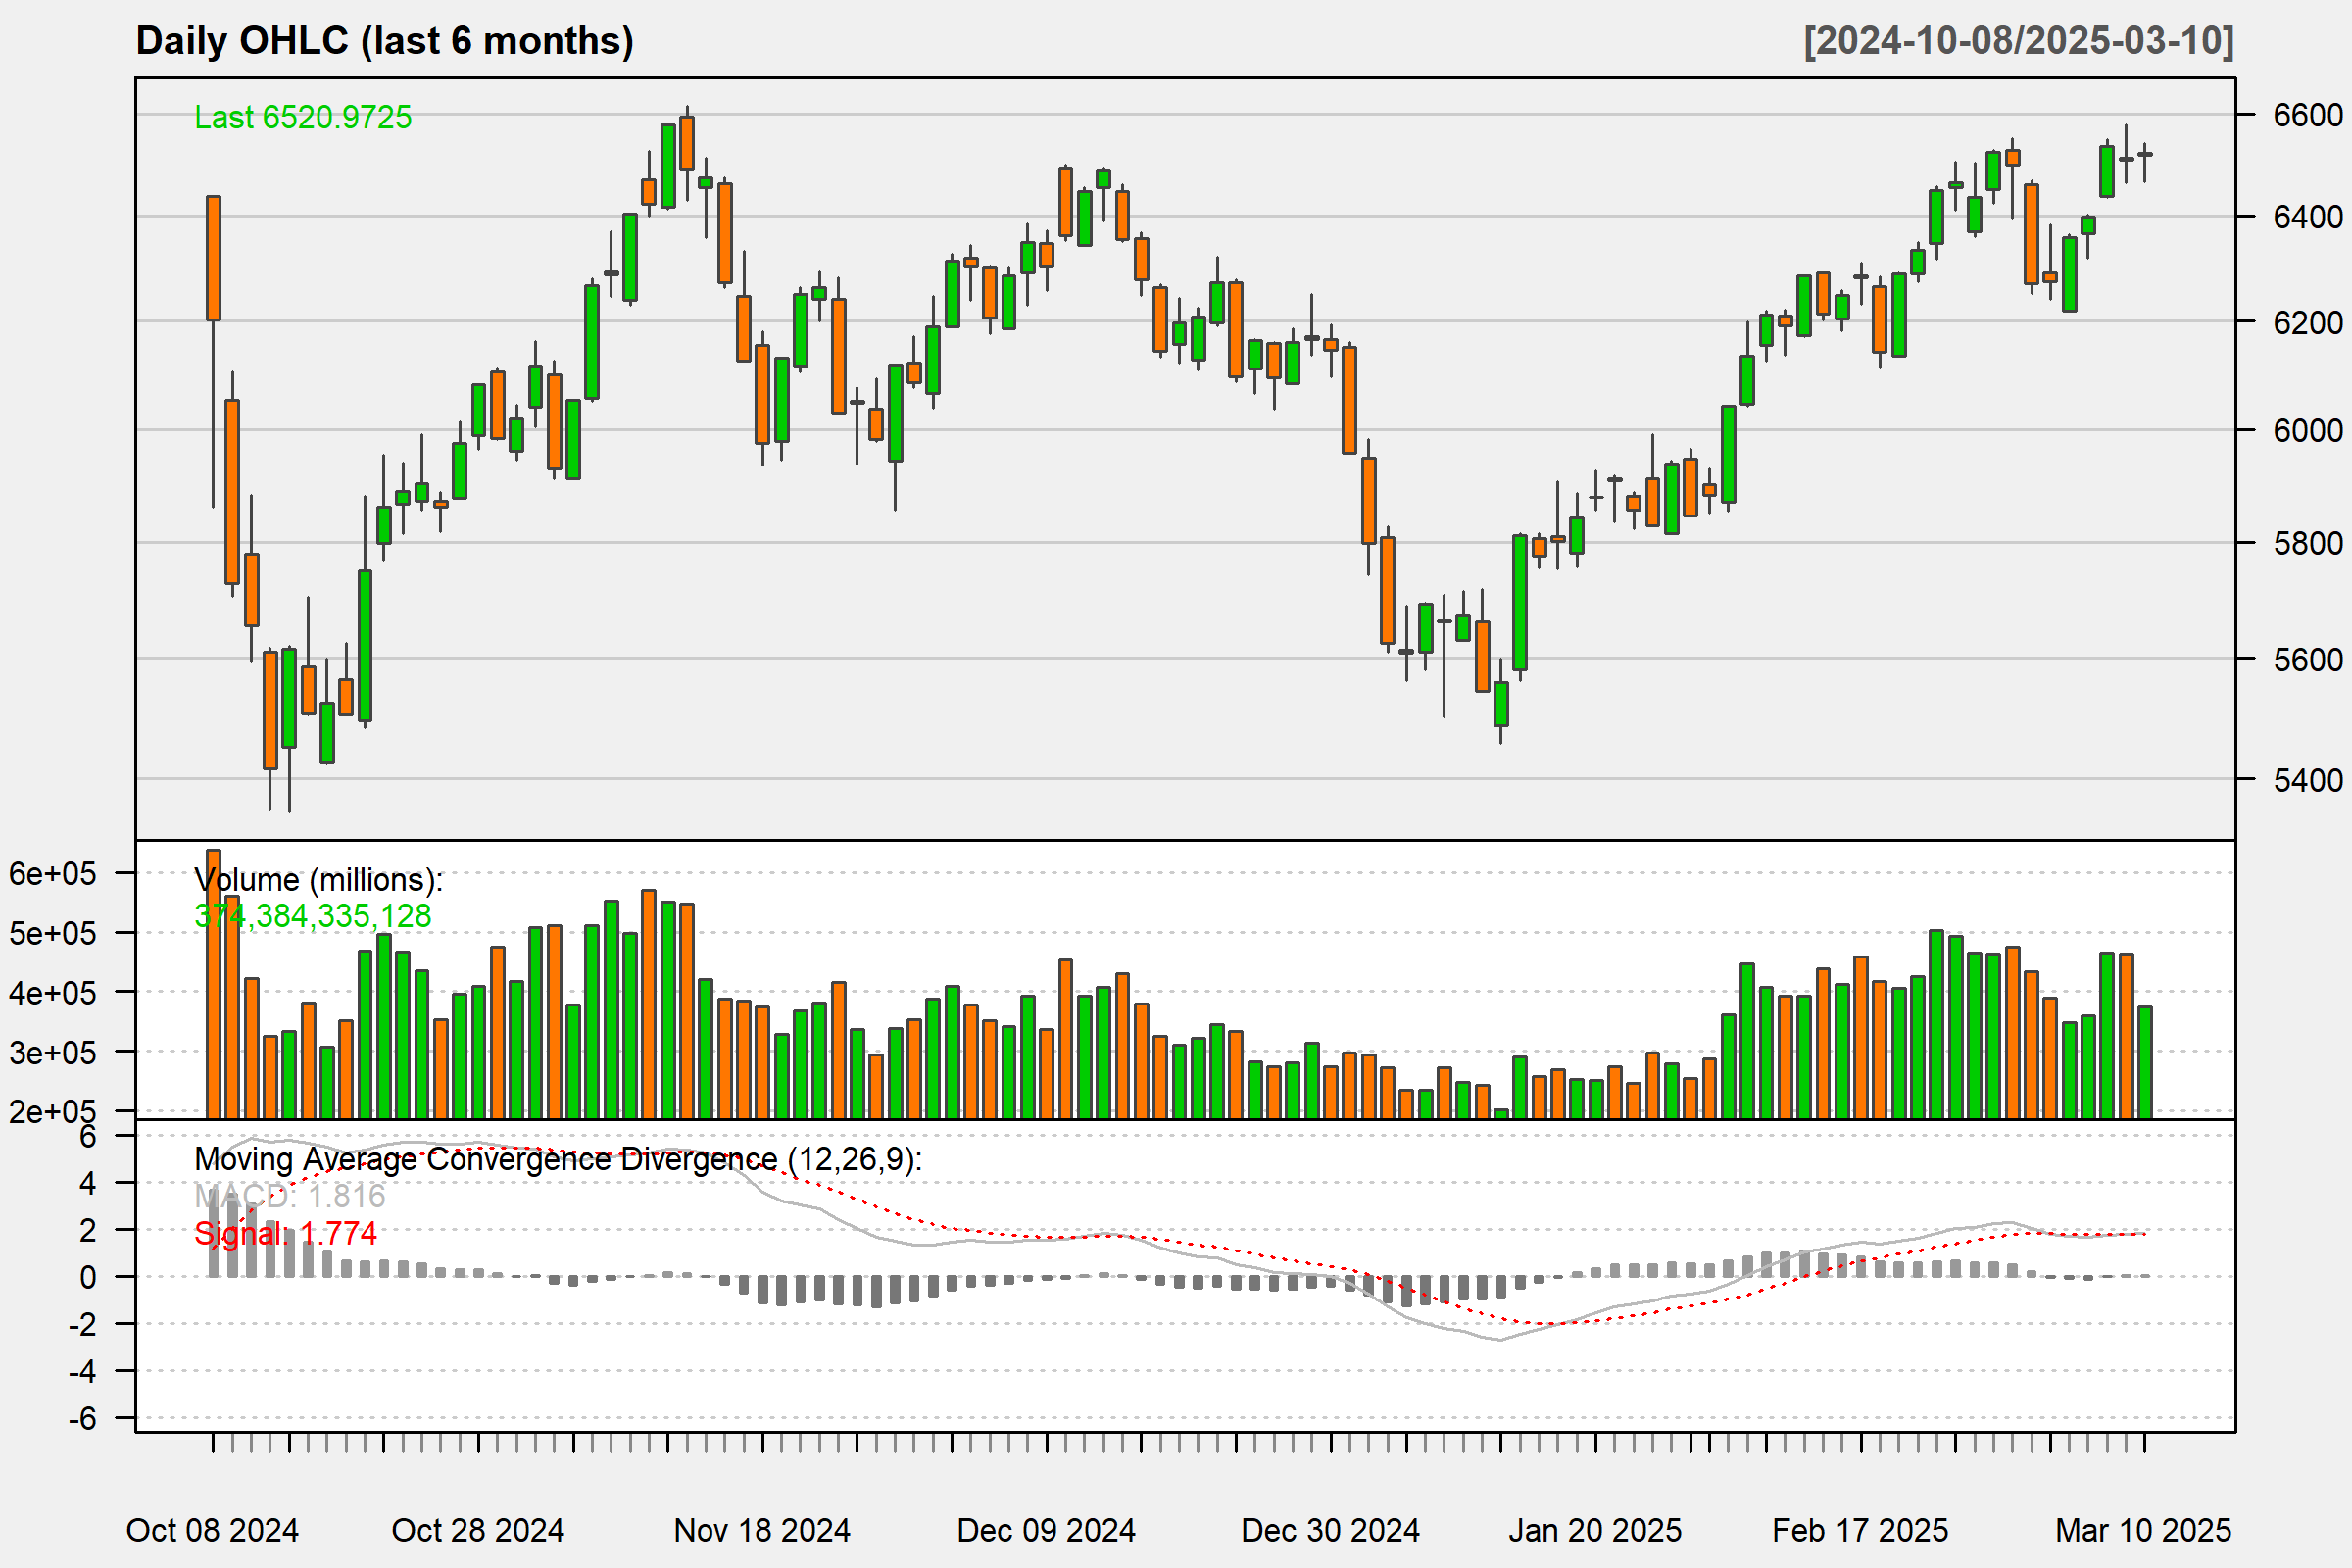 Daily OHLC (last 6 months) [2024-10-08/2025-03-10]
Last 6520.9725
6600
6400
6200
6000
5800
5600
5400
Volume (millions):
374,384,335,128
6e+05
5e+05
4e+05
3e+05
2e+05
Moving Average Convergence Divergence (12,26,9):
MACD: 1.816
Signal: 1.774
6
4
2
0
-2
-4
-6
Oct 08 2024 Oct 28 2024 Nov 18 2024 Dec 09 2024 Dec 30 2024 Jan 20 2025 Feb 17 2025 Mar 10 2025